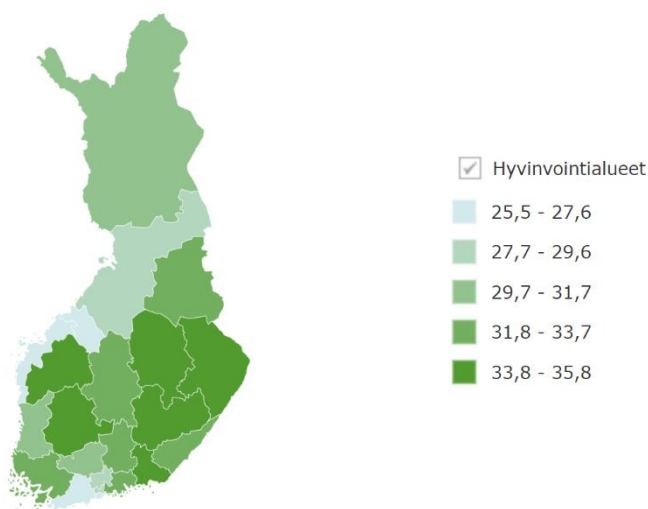 Hyvinvointialueet
25,5 - 27,6
27,7 - 29,6
29,7 - 31,7
31,8 - 33,7
33,8 - 35,8